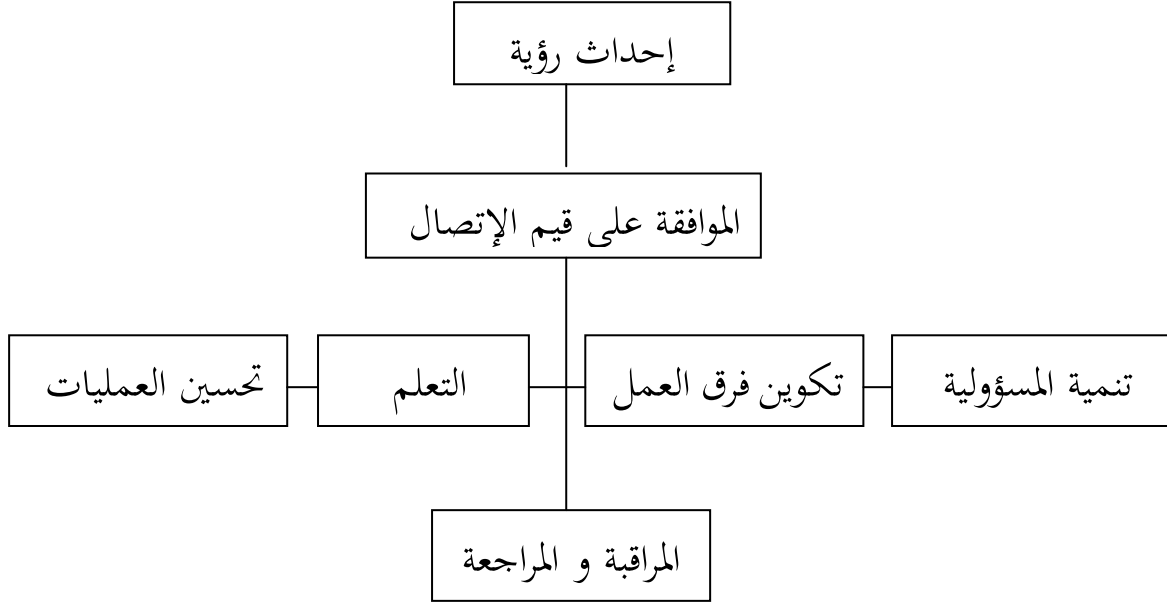 إحداث رؤية
الموافقة على قيم الإتصال
تنمية المسؤولية
تكوين فرق العمل
التعلم
تحسين العمليات
المراقبة و المراجعة